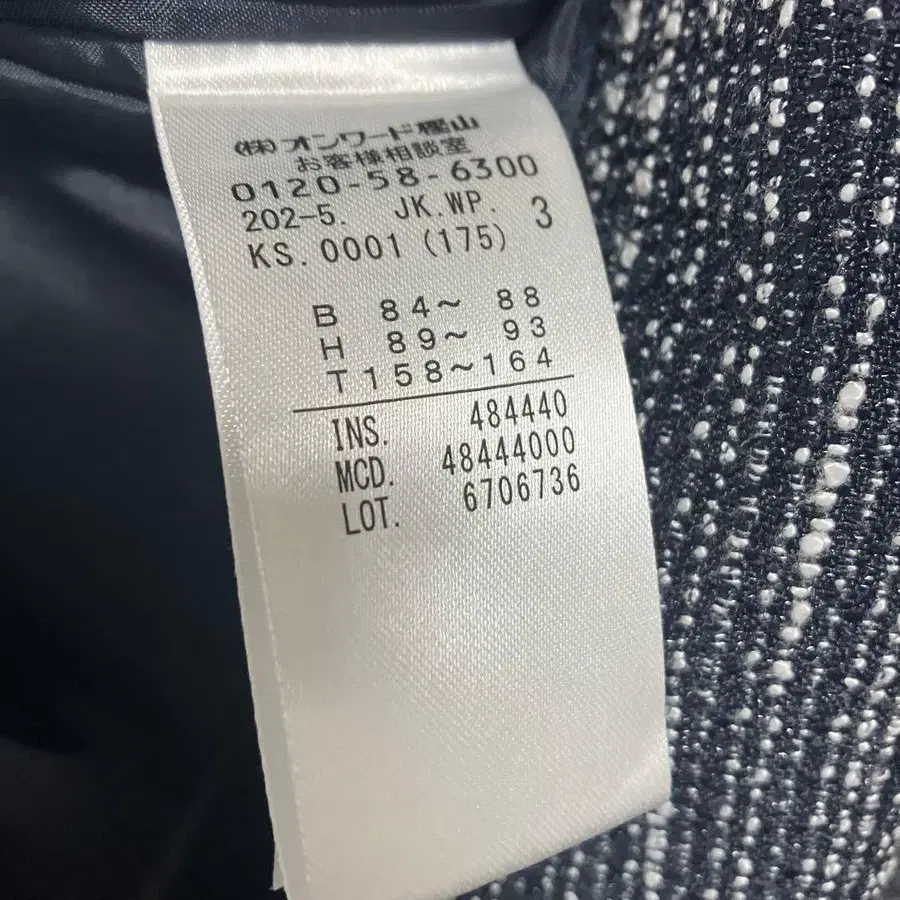 (株)オンワード樫山
お客様相談室
0120-58-6300
202-5. JK.WP. 3
KS.0001 (175)
B 84~ 88
H 89~ 93
T158~164
INS. 484440
MCD. 48444000
LOT. 6706736